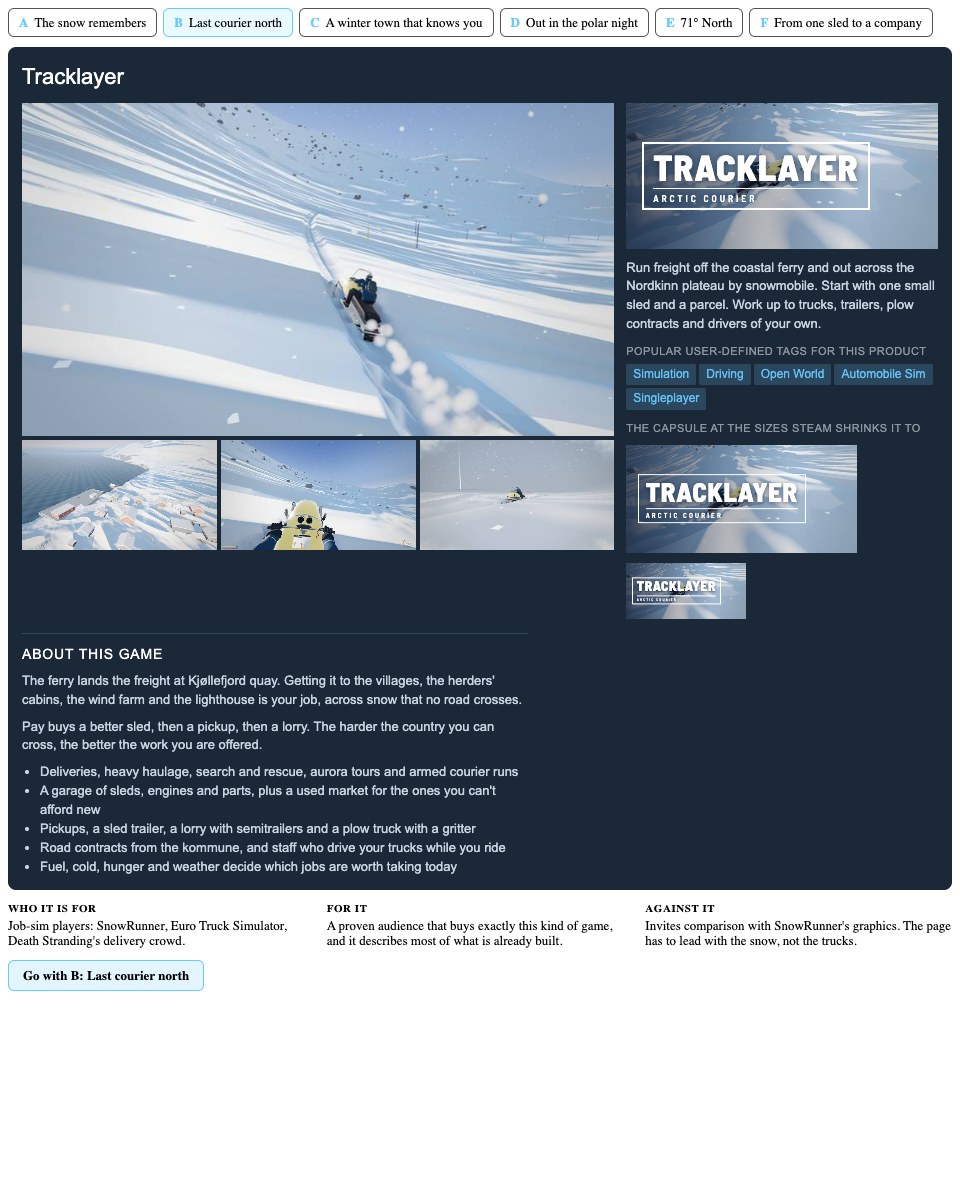 A The snow remembers
B Last courier north
C A winter town that knows you
D Out in the polar night
E 71° North
F From one sled to a company
Tracklayer
TRACKLAYER
ARCTIC COURIER
Run freight off the coastal ferry and out across the
Nordkinn plateau by snowmobile. Start with one small
sled and a parcel. Work up to trucks, trailers, plow
contracts and drivers of your own.
POPULAR USER-DEFINED TAGS FOR THIS PRODUCT
Simulation
Driving
Open World
Automobile Sim
Singleplayer
THE CAPSULE AT THE SIZES STEAM SHRINKS IT TO
TRACKLAYER
ARCTIC COURIER
TRACKLAYER
ARCTIC COURIER
ABOUT THIS GAME
The ferry lands the freight at Kjøllefjord quay. Getting it to the villages, the herders'
cabins, the wind farm and the lighthouse is your job, across snow that no road crosses.
Pay buys a better sled, then a pickup, then a lorry. The harder the country you can
cross, the better the work you are offered.
• Deliveries, heavy haulage, search and rescue, aurora tours and armed courier runs
• A garage of sleds, engines and parts, plus a used market for the ones you can't
afford new
• Pickups, a sled trailer, a lorry with semitrailers and a plow truck with a gritter
• Road contracts from the kommune, and staff who drive your trucks while you ride
• Fuel, cold, hunger and weather decide which jobs are worth taking today
WHO IT IS FOR
Job-sim players: SnowRunner, Euro Truck Simulator,
Death Stranding's delivery crowd.
FOR IT
A proven audience that buys exactly this kind of game,
and it describes most of what is already built.
AGAINST IT
Invites comparison with SnowRunner's graphics. The page
has to lead with the snow, not the trucks.
Go with B: Last courier north